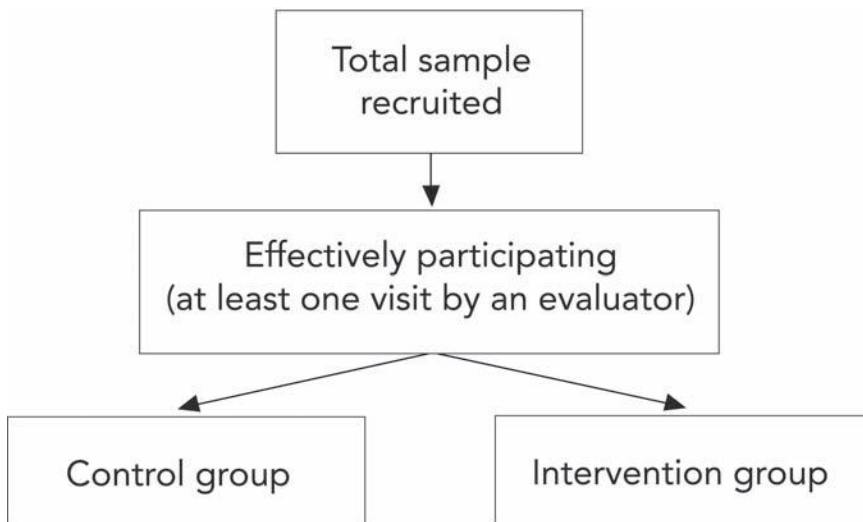 Total sample
recruited
Effectively participating
(at least one visit by an evaluator)
Control group
Intervention group